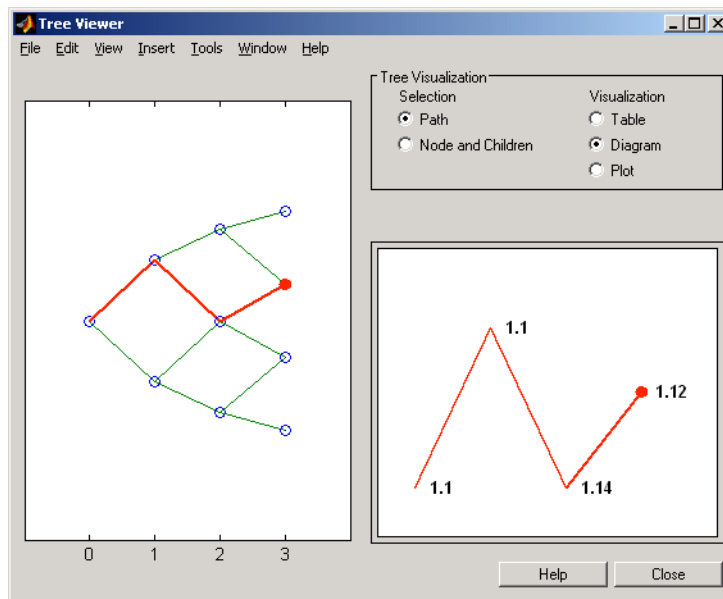 Tree Viewer
File Edit View Insert Tools Window Help
Tree Visualization
Selection
Visualization
Path
Table
Node and Children
Diagram
Plot
0 1 2 3
1.1
1.12
1.1
1.14
Help
Close